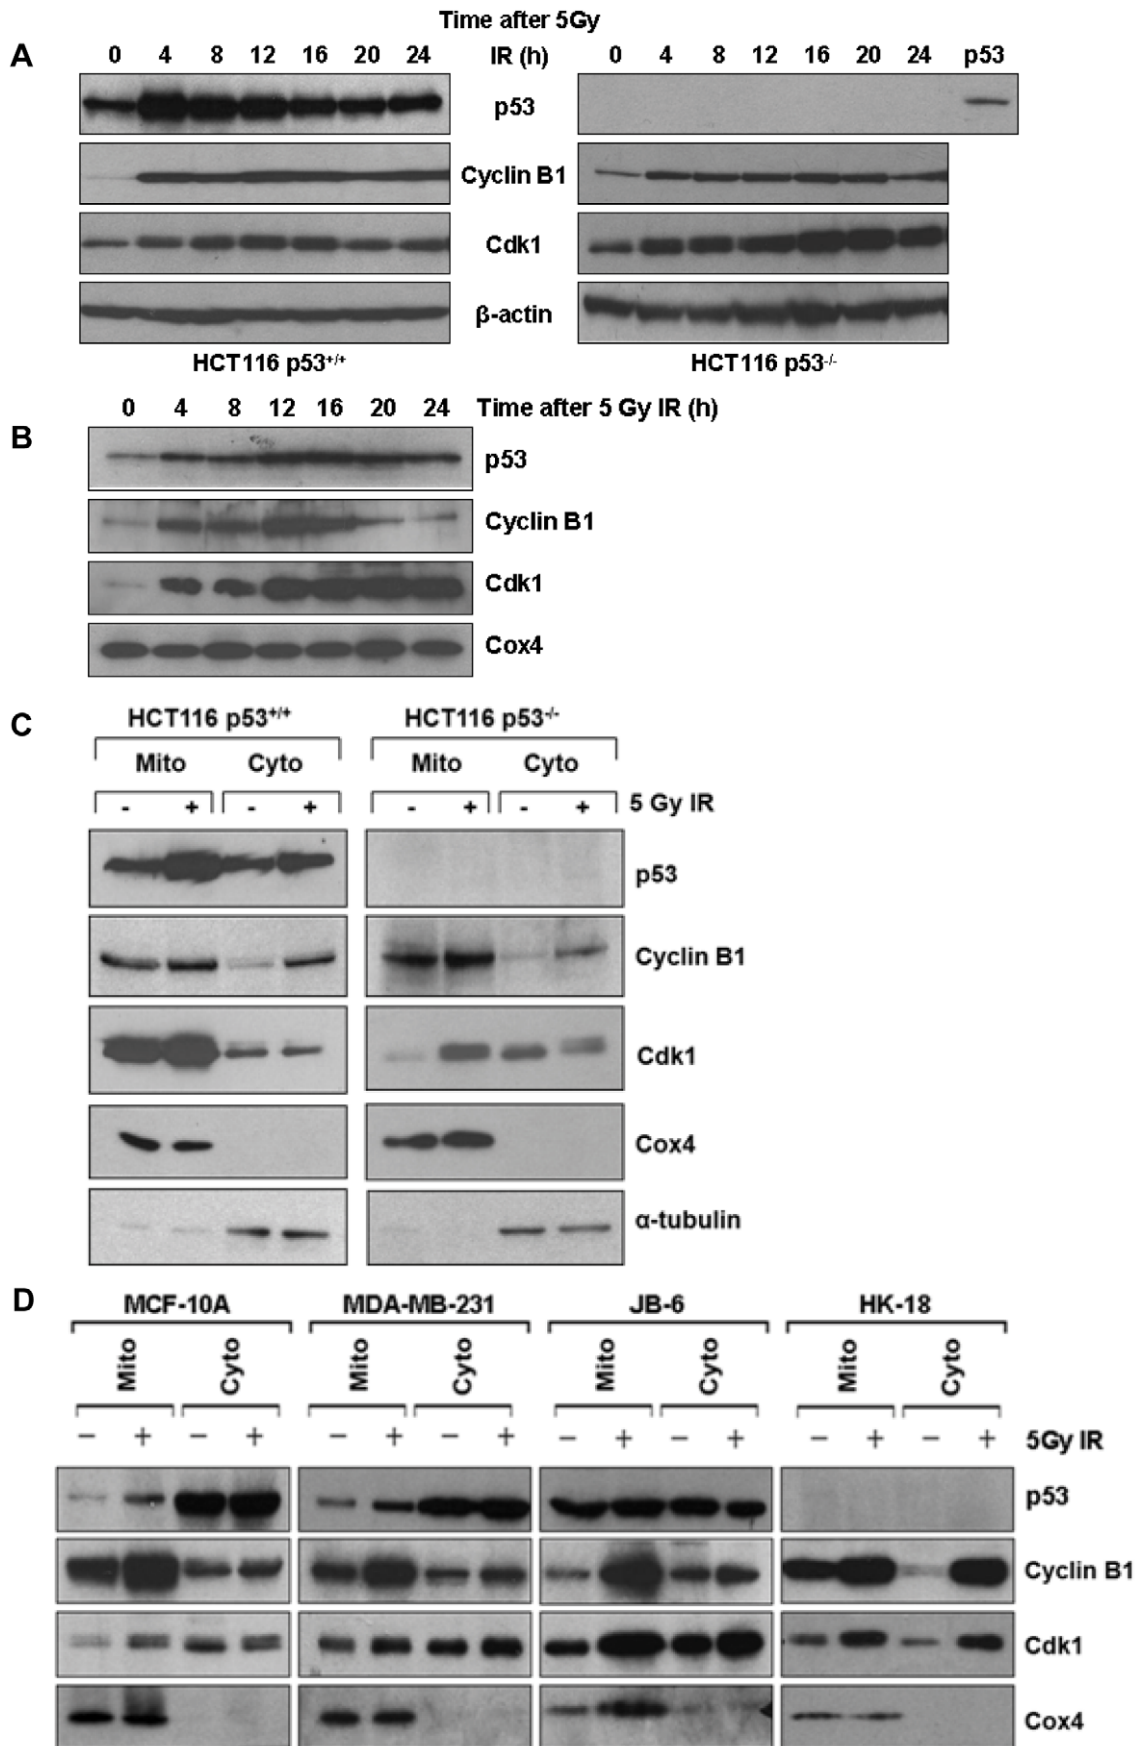 Time after 5Gy
A 0 4 8 12 16 20 24 IR (h) 0 4 8 12 16 20 24 p53
p53
Cyclin B1
Cdk1
β-actin
HCT116 p53+/+ HCT116 p53-/-
0 4 8 12 16 20 24 Time after 5 Gy IR (h)
B
p53
Cyclin B1
Cdk1
Cox4
C HCT116 p53+/+ HCT116 p53-/-
Mito Cyto Mito Cyto
- + - + - + - + 5 Gy IR
p53
Cyclin B1
Cdk1
Cox4
α-tubulin
D MCF-10A MDA-MB-231 JB-6 HK-18
Mito Cyto Mito Cyto Mito Cyto Mito Cyto
− + − + − + − + − + − + − + − + 5Gy IR
p53
Cyclin B1
Cdk1
Cox4